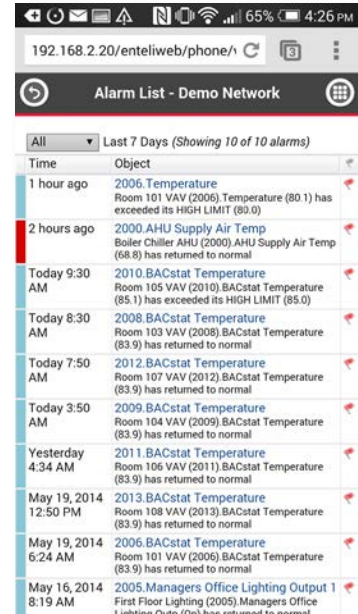 65% 4:26 PM
192.168.2.20/enteliweb/phone/ 3
Alarm List - Demo Network
All Last 7 Days (Showing 10 of 10 alarms)
Time Object
1 hour ago 2006.Temperature
Room 101 VAV (2006).Temperature (80.1) has
exceeded its HIGH LIMIT (80.0)
2 hours ago 2000.AHU Supply Air Temp
Boiler Chiller AHU (2000).AHU Supply Air Temp
(68.8) has returned to normal
Today 9:30 2010.BACstat Temperature
AM Room 105 VAV (2010).BACstat Temperature
(85.1) has exceeded its HIGH LIMIT (85.0)
Today 8:30 2008.BACstat Temperature
AM Room 103 VAV (2008).BACstat Temperature
(83.9) has returned to normal
Today 7:50 2012.BACstat Temperature
AM Room 107 VAV (2012).BACstat Temperature
(83.9) has returned to normal
Today 3:50 2009.BACstat Temperature
AM Room 104 VAV (2009).BACstat Temperature
(83.9) has returned to normal
Yesterday 2011.BACstat Temperature
4:34 AM Room 106 VAV (2011).BACstat Temperature
(83.9) has returned to normal
May 19, 2014 2013.BACstat Temperature
12:50 PM Room 108 VAV (2013).BACstat Temperature
(83.9) has returned to normal
May 19, 2014 2006.BACstat Temperature
6:24 AM Room 101 VAV (2006).BACstat Temperature
(83.9) has returned to normal
May 16, 2014 2005.Managers Office Lighting Output 1
8:19 AM First Floor Lighting (2005).Managers Office
Lighting Outp (On) has returned to normal